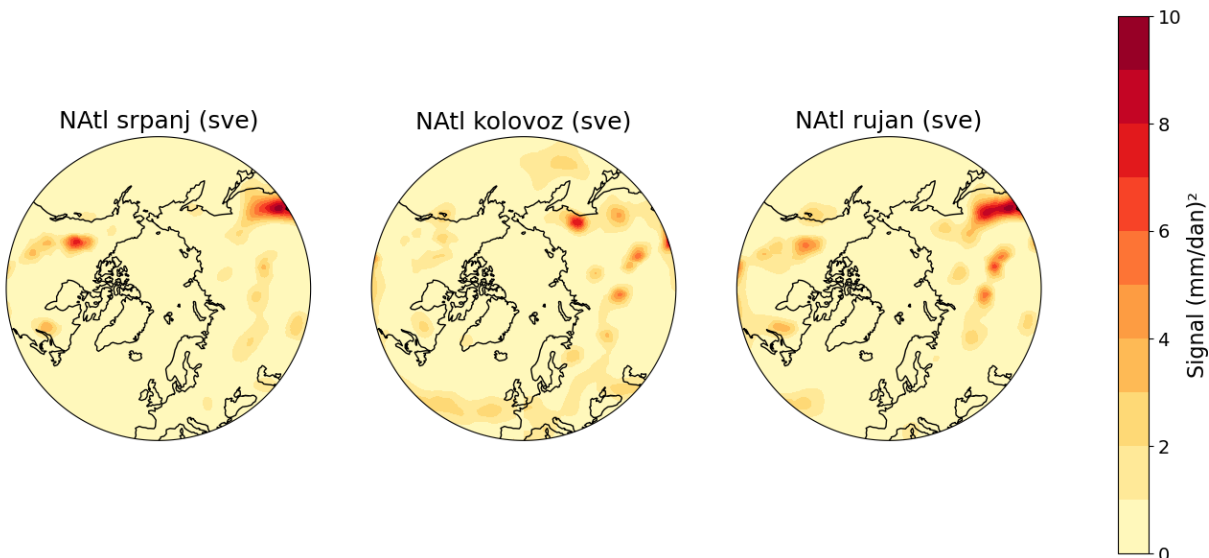 NAtl srpanj (sve)
NAtl kolovoz (sve)
NAtl rujan (sve)
10
8
6
4
2
0
Signal (mm/dan)²